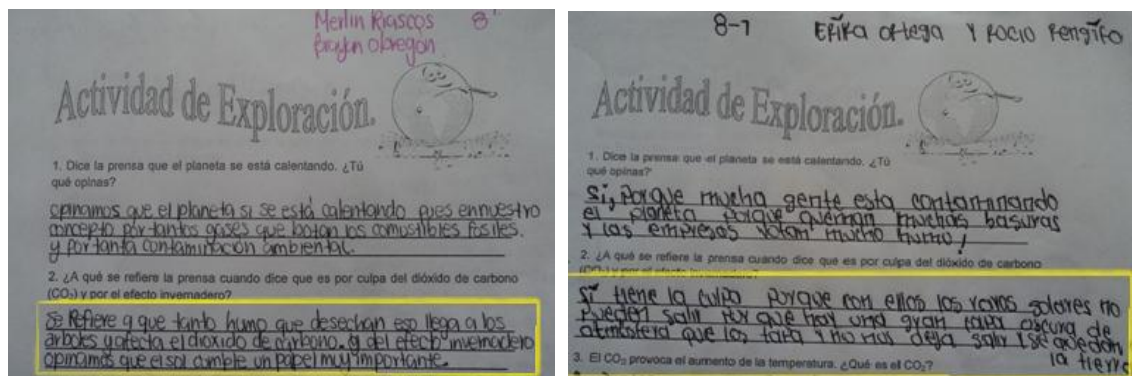 Merlin Riascos 8°
Brayan obregon
Actividad de Exploración.
1. Dice la prensa que el planeta se está calentando. ¿Tú
qué opinas?
opinamos que el planeta si se está calentando pues ennuestro
concepto por tantos gases que botan los comustibles fosiles.
y por tanta contaminación ambiental.
2. ¿A qué se refiere la prensa cuando dice que es por culpa del dióxido de carbono
(CO₂) y por el efecto invernadero?
se Refiere a que tanto humo que desechan eso llega a los
árboles y afecta el dioxido de carbono. y del efecto invernadero
opinamos que el sol cumple un papel muy importante.
8-1 Erika ortega y Rocio Rengifo
Actividad de Exploración.
1. Dice la prensa que el planeta se está calentando. ¿Tú
qué opinas?
Si, porque mucha gente esta contaminando
el planeta porque queman muchas basuras
y las empresas votan mucho humo!
2. ¿A qué se refiere la prensa cuando dice que es por culpa del dióxido de carbono
(CO₂) y por el efecto invernadero?
Si tiene la culpa porque con ellos los rayos solares no
pueden salir por que hay una gran capa oscura de
atmosfera que los tapa y no nos deja salir y se quedan
la tierra
3. El CO₂ provoca el aumento de la temperatura. ¿Qué es el CO₂?